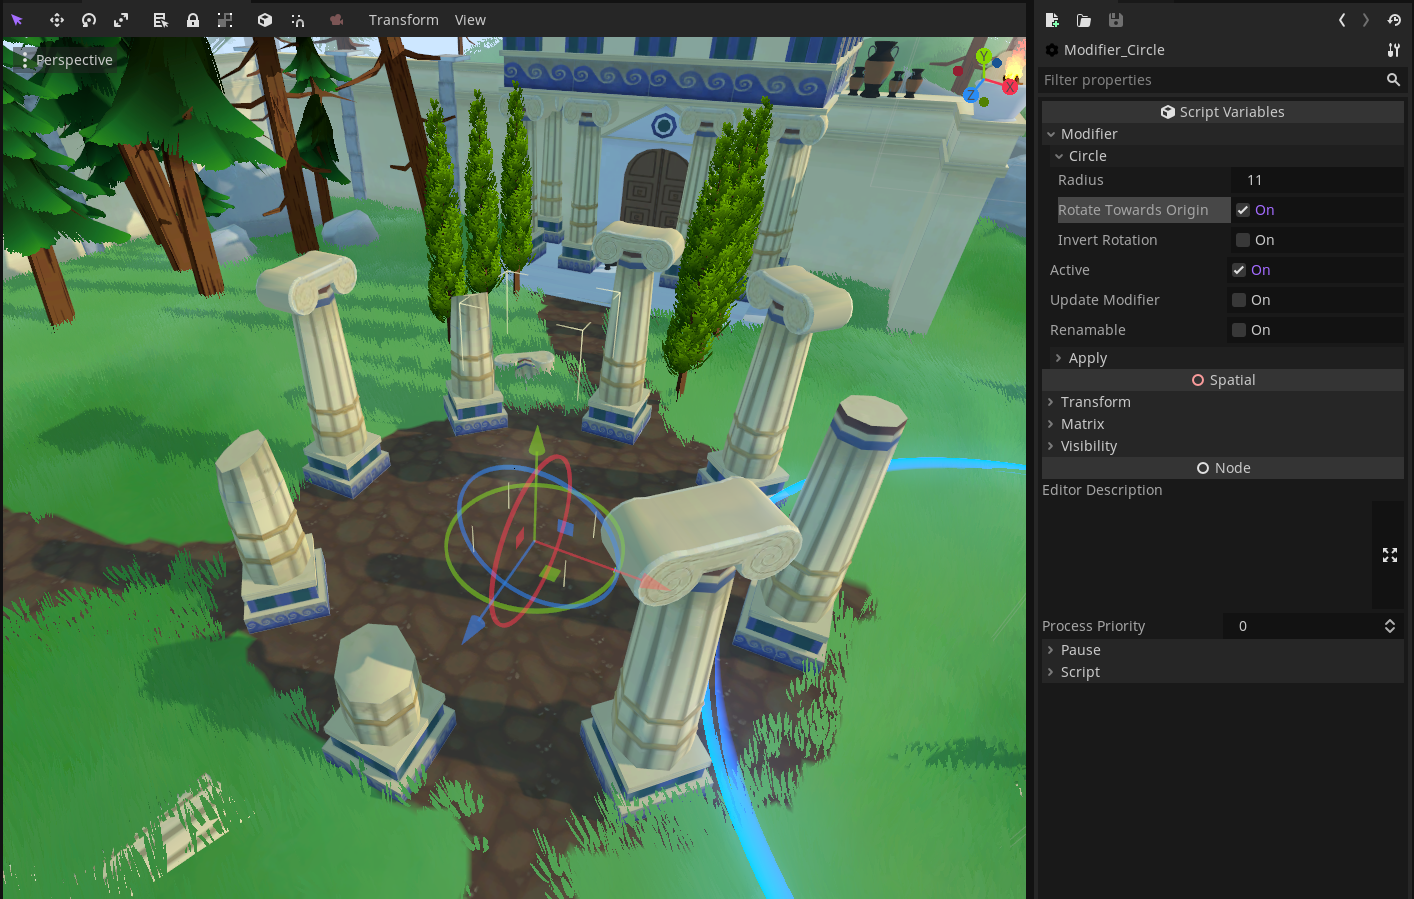 Transform View
Perspective
Y
X
Z
Modifier_Circle
Filter properties
Script Variables
Modifier
Circle
Radius 11
Rotate Towards Origin On
Invert Rotation On
Active On
Update Modifier On
Renamable On
Apply
Spatial
Transform
Matrix
Visibility
Node
Editor Description
Process Priority 0
Pause
Script